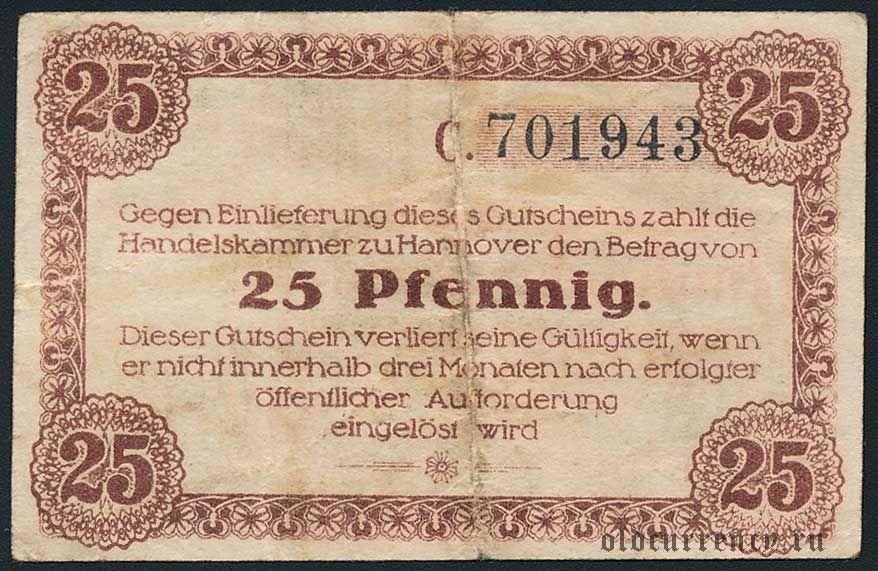 25 25
C. 701943
Gegen Einlieferung dieses Gutscheins zahlt die
Handelskammer zu Hannover den Betrag von
25 Pfennig.
Dieser Gutschein verliert seine Gültigkeit, wenn
er nicht innerhalb drei Monaten nach erfolgter
öffentlicher Aufforderung
eingelöst wird
25 25
oldcurrency.ru